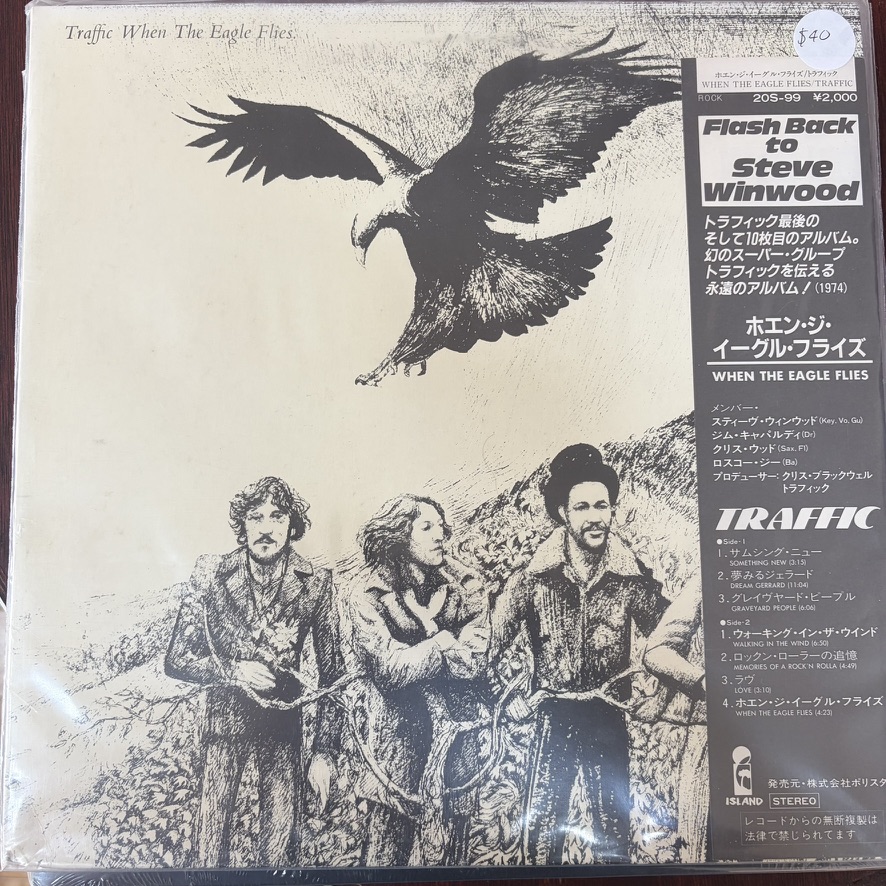 Traffic When The Eagle Flies.
$40
ホエン・ジ・イーグル・フライズ/トラフィック
WHEN THE EAGLE FLIES/TRAFFIC
ROCK 20S-99 ¥2,000
Flash Back
to
Steve
Winwood
トラフィック最後の
そして10枚目のアルバム。
幻のスーパー・グループ
トラフィックを伝える
永遠のアルバム!(1974)
ホエン・ジ・
イーグル・フライズ
WHEN THE EAGLE FLIES
メンバー・
スティーヴ・ウィンウッド(Key. Vo. Gu)
ジム・キャパルディ(Dr)
クリス・ウッド(Sax. Fl)
ロスコー・ジー(Ba)
プロデューサー:クリス・ブラックウェル
トラフィック
TRAFFIC
●Side-1
1. サムシング・ニュー
SOMETHING NEW (3:15)
2. 夢みるジェラード
DREAM GERRARD (11:04)
3. グレイヴヤード・ピープル
GRAVEYARD PEOPLE (6:06)
●Side-2
1. ウォーキング・イン・ザ・ウインド
WALKING IN THE WIND (6:50)
2. ロックン・ローラーの追憶
MEMORIES OF A ROCK'N ROLLA (4:49)
3. ラヴ
LOVE (3:10)
4. ホエン・ジ・イーグル・フライズ
WHEN THE EAGLE FLIES (4:23)
ISLAND
発売元・株式会社ポリスタ
STEREO
レコードからの無断複製は
法律で禁じられてます